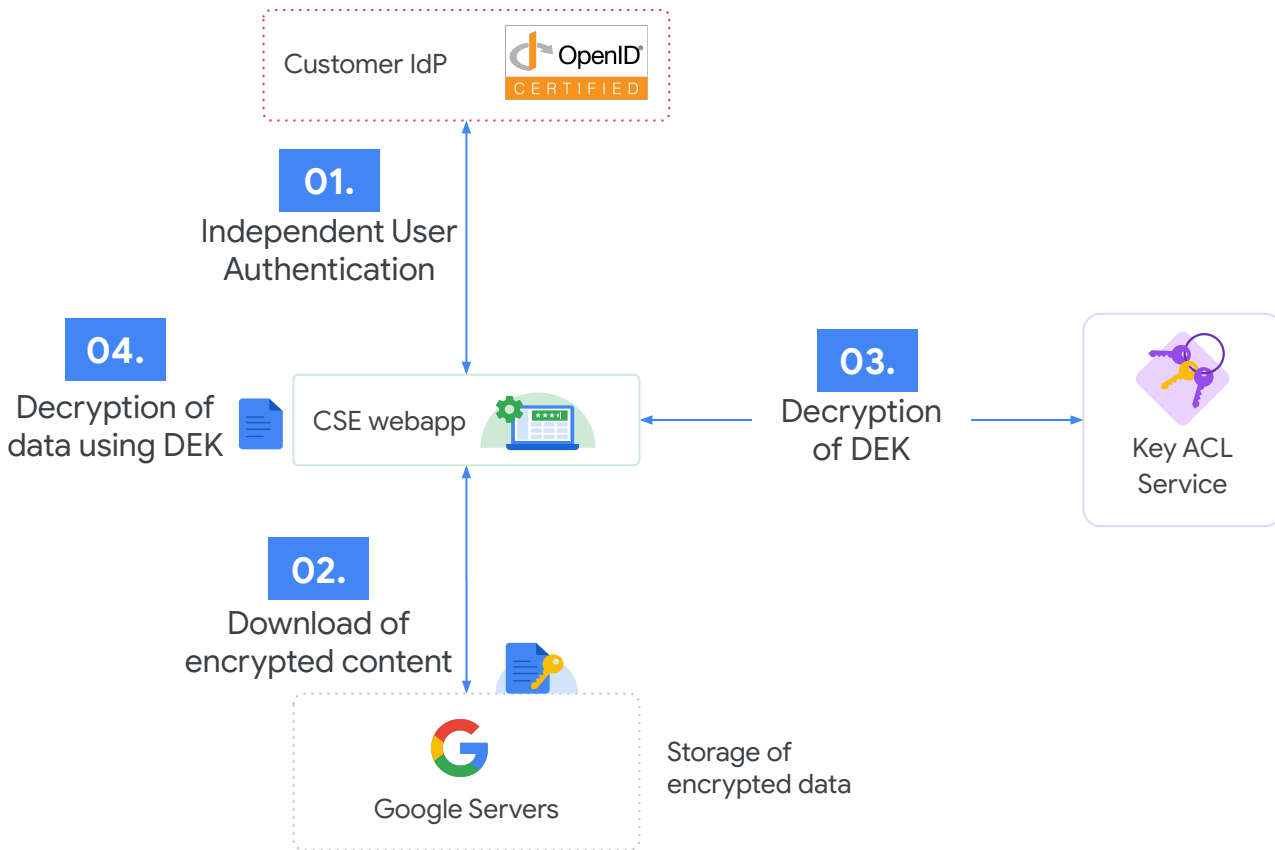 Customer IdP
OpenID®
CERTIFIED
01.
Independent User
Authentication
04.
Decryption of
data using DEK
CSE webapp
****
03.
Decryption
of DEK
Key ACL
Service
02.
Download of
encrypted content
Google Servers
Storage of
encrypted data